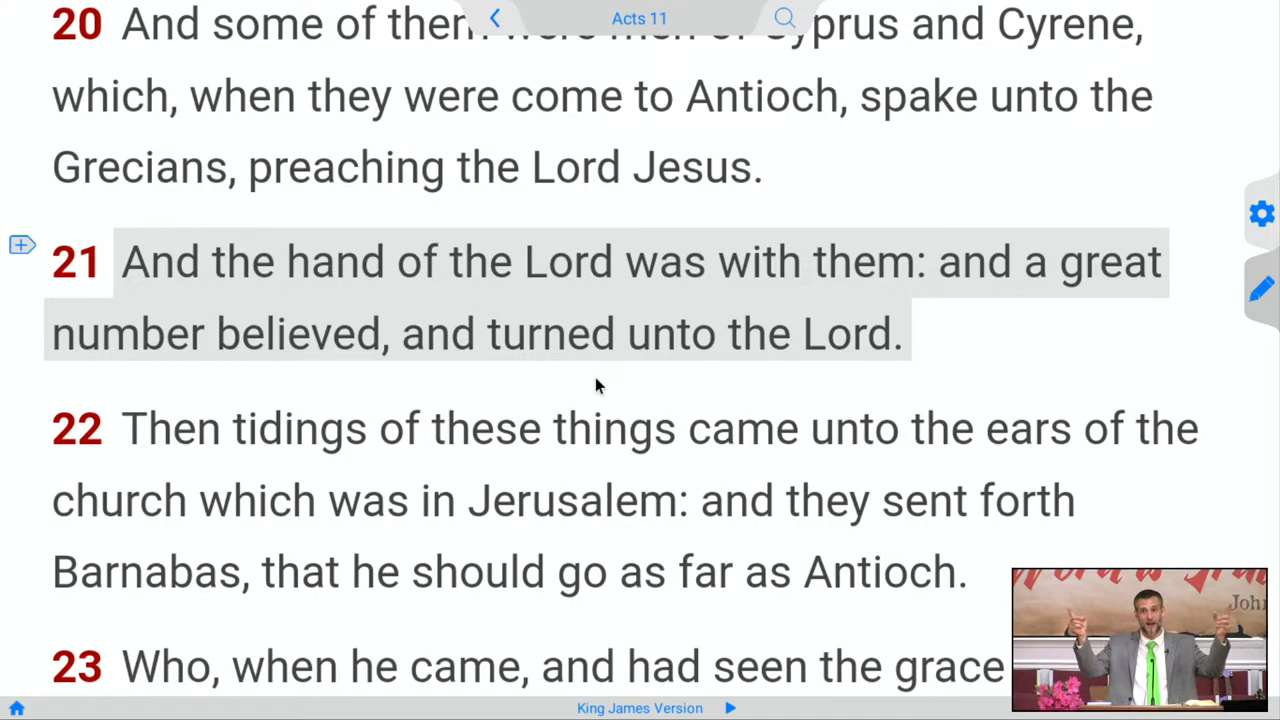 Acts 11
20 And some of them were men of Cyprus and Cyrene,
which, when they were come to Antioch, spake unto the
Grecians, preaching the Lord Jesus.
21 And the hand of the Lord was with them: and a great
number believed, and turned unto the Lord.
22 Then tidings of these things came unto the ears of the
church which was in Jerusalem: and they sent forth
Barnabas, that he should go as far as Antioch.
23 Who, when he came, and had seen the grace
John
King James Version